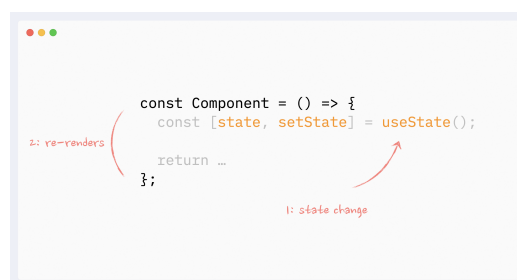 const Component = () => {
const [state, setState] = useState();
2: re-renders
return …
};
1: state change